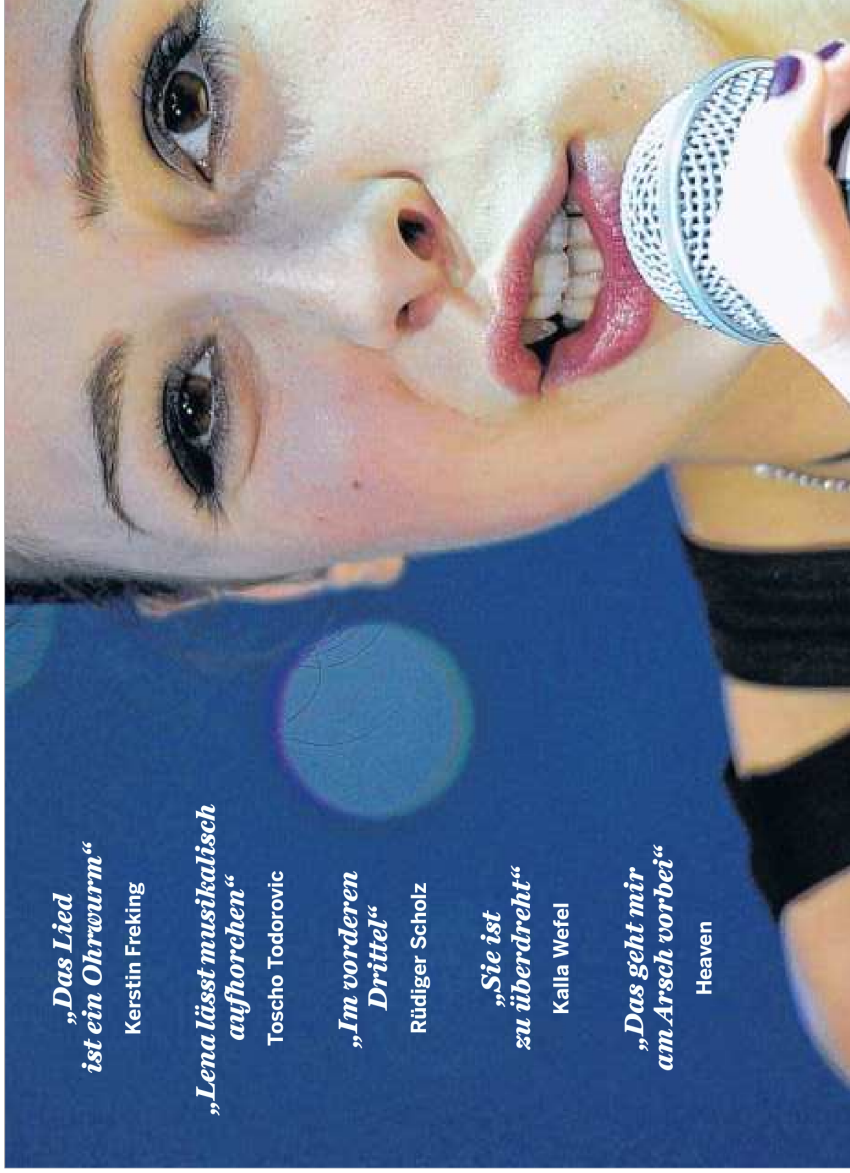 „Das Lied
ist ein Ohrwurm“
Kerstin Freking
„Lena lässt musikalisch
aufhorchen“
Toscho Todorovic
„Im vorderen
Drittel“
Rüdiger Scholz
„Sie ist
zu überdreht“
Kalla Wefel
„Das geht mir
am Arsch vorbei“
Heaven